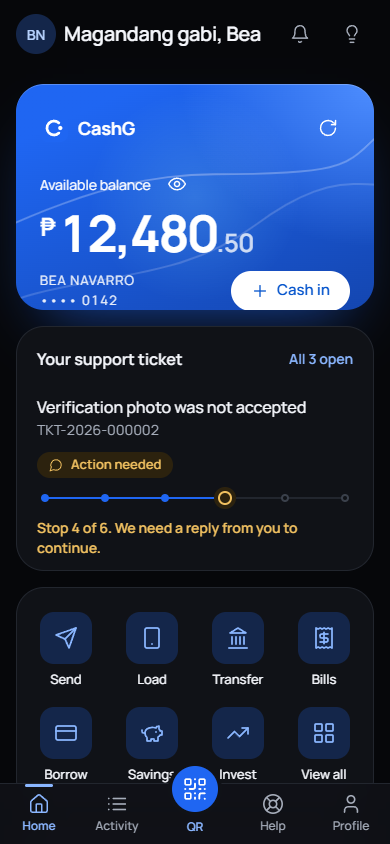 BN Magandang gabi, Bea
CashG
Available balance
₱12,480.50
BEA NAVARRO
•••• 0142
+ Cash in
Your support ticket All 3 open
Verification photo was not accepted
TKT-2026-000002
Action needed
Stop 4 of 6. We need a reply from you to
continue.
Send Load Transfer Bills
Borrow Savings Invest View all
Home Activity QR Help Profile